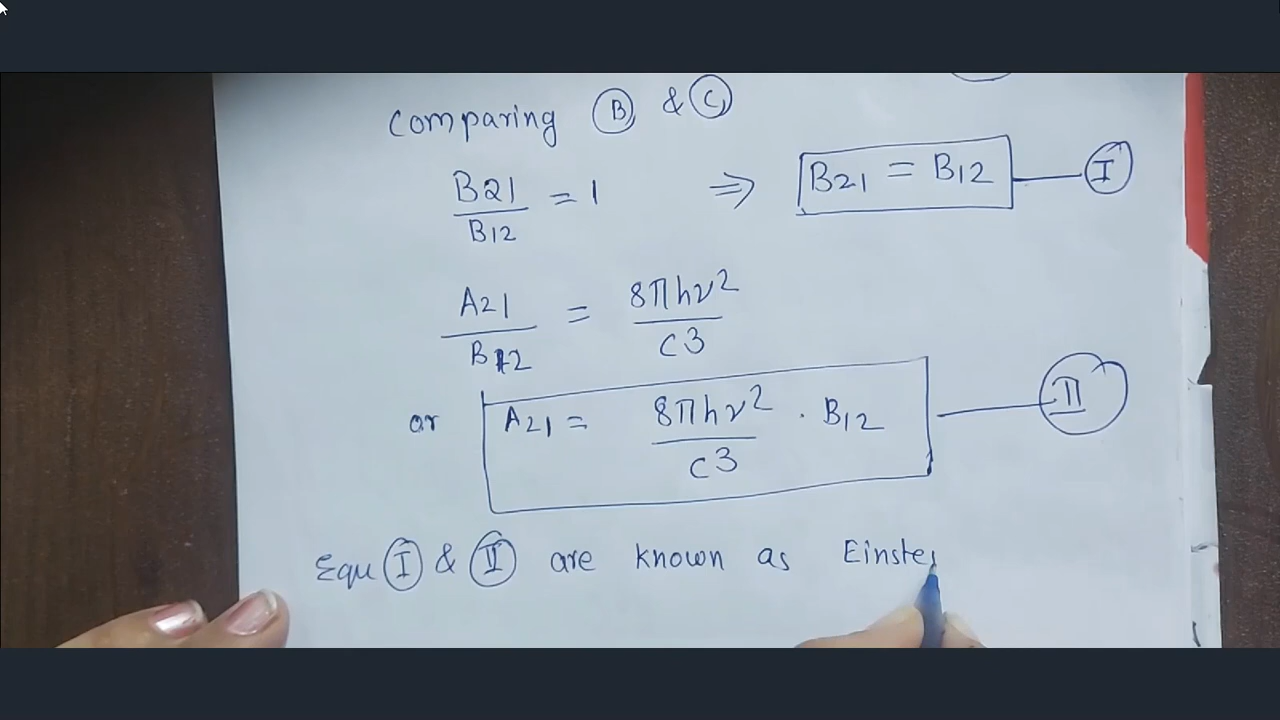 Comparing (B) & (C)
B21/B12 = 1 ⇒ B21 = B12 — (I)
A21/B12 = 8πhν²/c3
or A21 = 8πhν²/c3 · B12 — (II)
Equ (I) & (II) are known as Einste